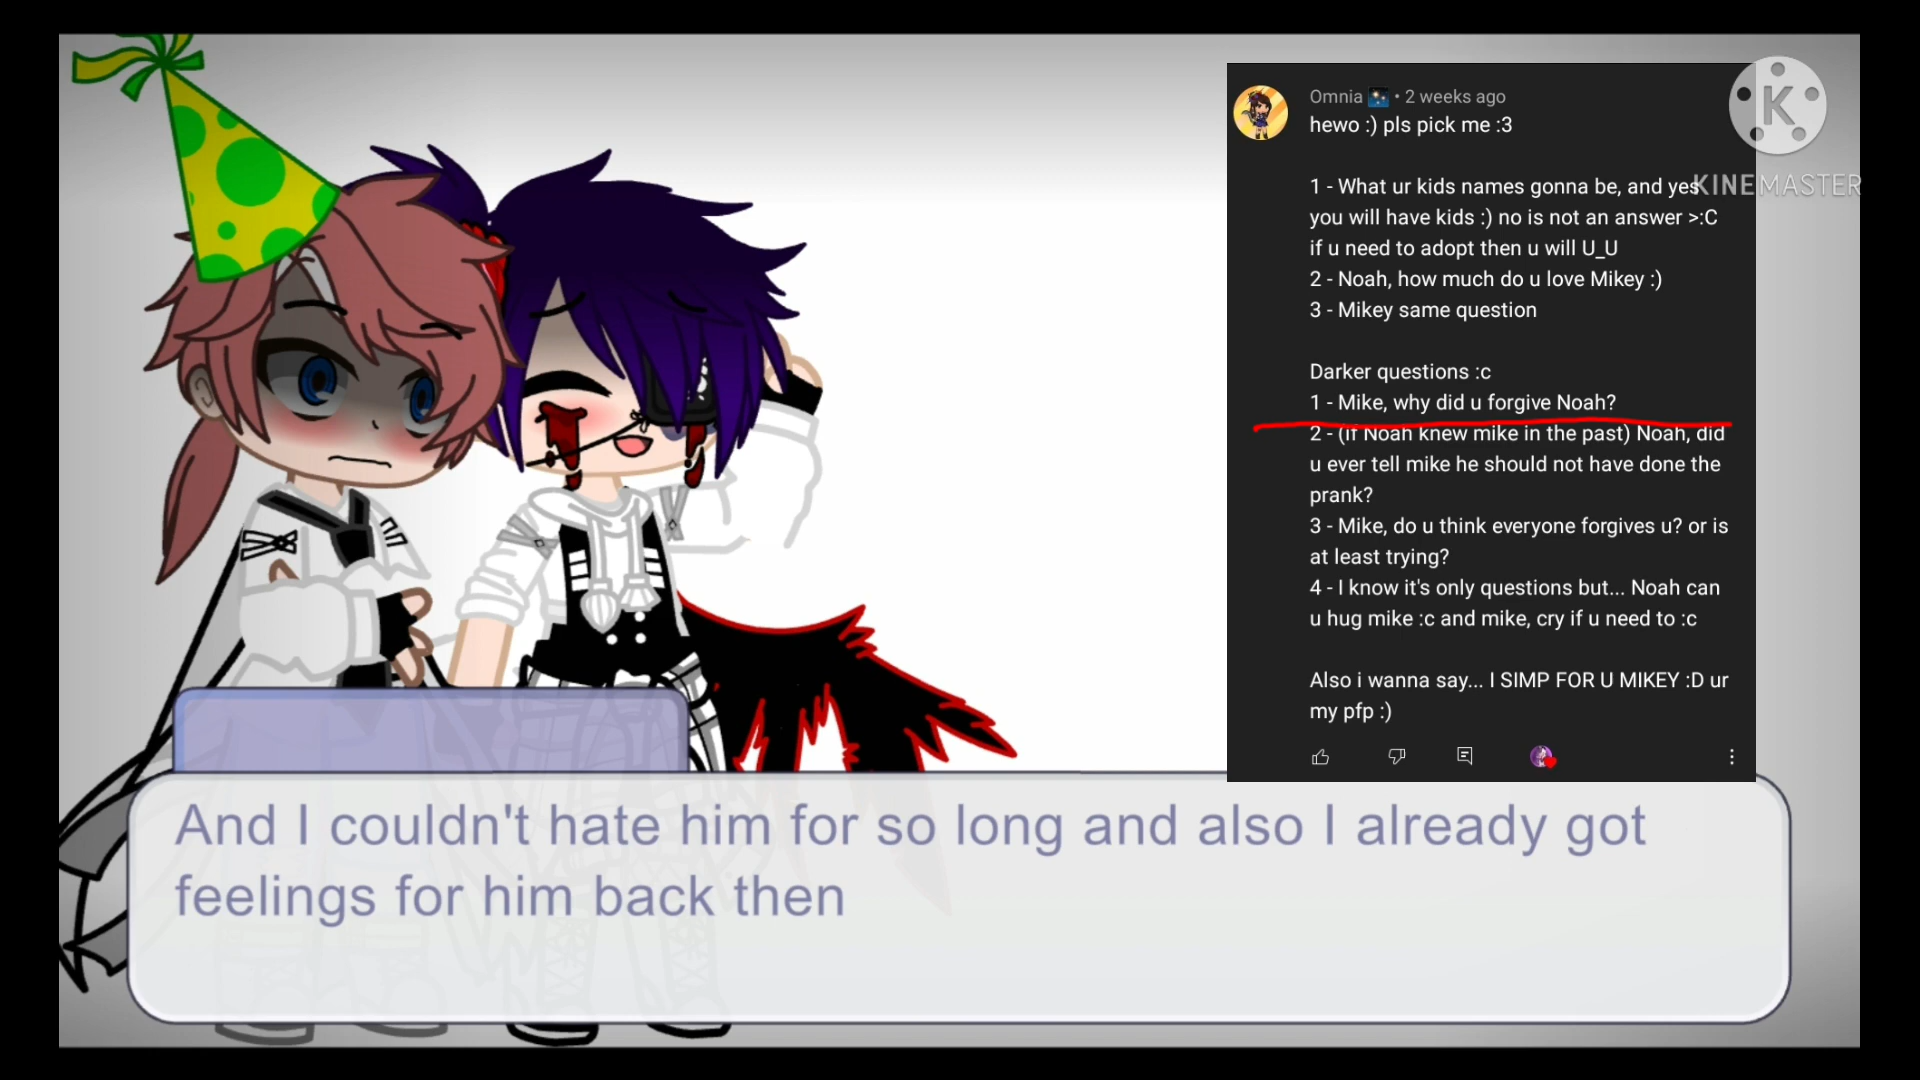 Omnia • 2 weeks ago
hewo :) pls pick me :3
1 - What ur kids names gonna be, and yes
you will have kids :) no is not an answer >:C
if u need to adopt then u will U_U
2 - Noah, how much do u love Mikey :)
3 - Mikey same question
Darker questions :c
1 - Mike, why did u forgive Noah?
2 - (if Noah knew mike in the past) Noah, did
u ever tell mike he should not have done the
prank?
3 - Mike, do u think everyone forgives u? or is
at least trying?
4 - I know it's only questions but... Noah can
u hug mike :c and mike, cry if u need to :c
Also i wanna say... I SIMP FOR U MIKEY :D ur
my pfp :)
K
KINEMASTER
And I couldn't hate him for so long and also I already got
feelings for him back then